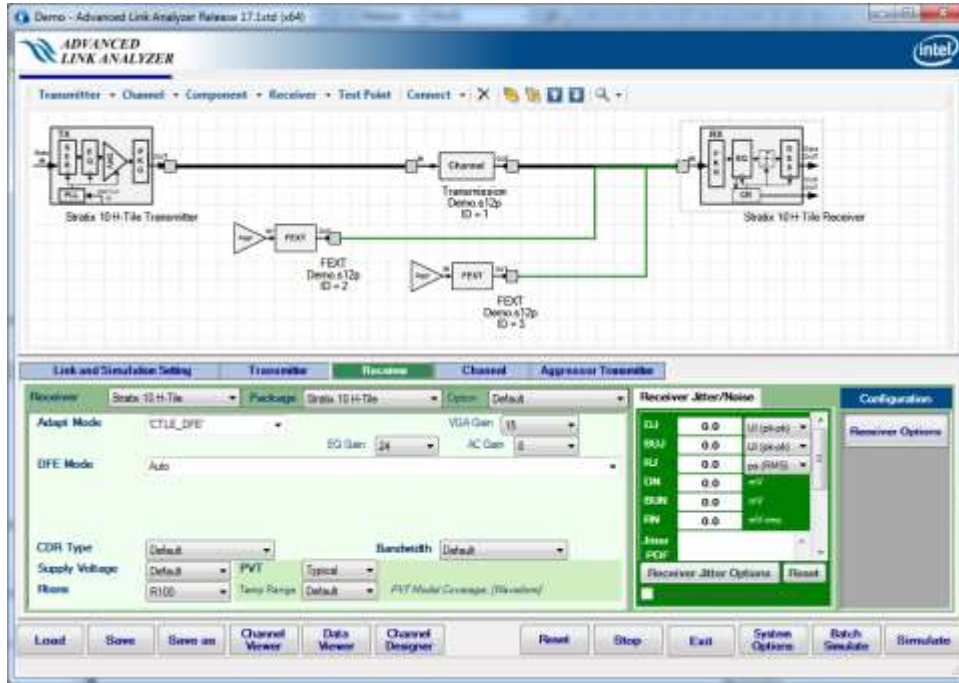 Demo - Advanced Link Analyzer Release 17.1std (x64)
ADVANCED
LINK ANALYZER
intel
Transmitter Channel Component Receiver Test Point Connect
TX
PLL
OUT
Stratix 10 H-Tile Transmitter
IN
Channel
Transmission
Demo.s12p
ID = 1
RX
EQ
Stratix 10 H-Tile Receiver
FEXT
FEXT
Demo.s12p
ID = 2
FEXT
FEXT
Demo.s12p
ID = 3
Link and Simulation Setting Transmitter Receiver Channel Aggressor Transmitter
Receiver Stratix 10 H-Tile Package Stratix 10 H-Tile Option Default
Adapt Mode 'CTLE_DFE' VGA Gain 15
EQ Gain 24 AC Gain
DFE Mode Auto
CDR Type Default Bandwidth Default
Supply Voltage Default PVT Typical
Rterm R100 Temp Range Default PVT Model Coverage: (Waveform)
Receiver Jitter/Noise
DJ 0.0 UI (pk-pk)
BUJ 0.0 UI (pk-pk)
RJ 0.0 ps (RMS)
DN 0.0 mV
BUN 0.0 mV
RN 0.0 mV rms
Jitter
PDF
Receiver Jitter Options Reset
Configuration
Receiver Options
Load Save Save as Channel Viewer Data Viewer Channel Designer Reset Stop Exit System Options Batch Simulate Simulate